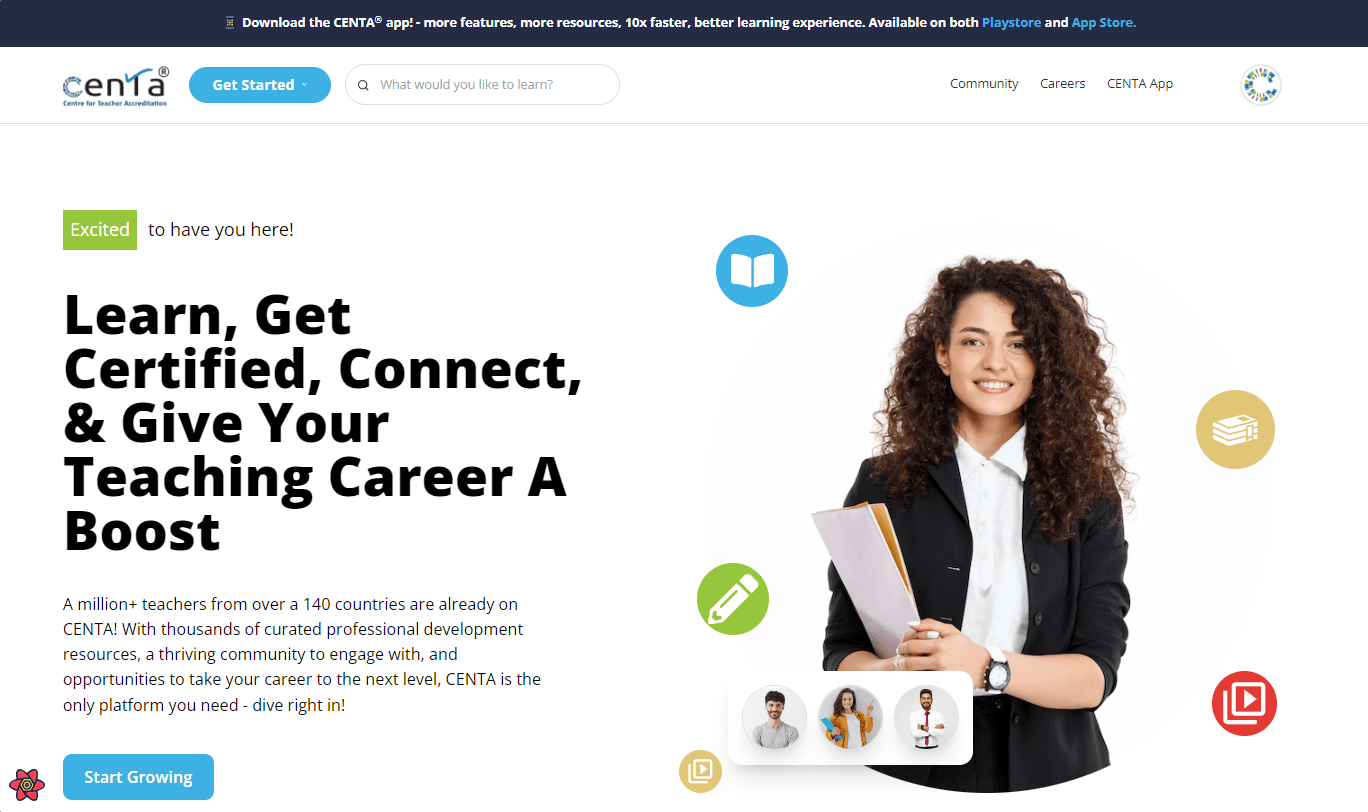 Download the CENTA® app! - more features, more resources, 10x faster, better learning experience. Available on both Playstore and App Store.
centa®
Centre for Teacher Accreditation
Get Started
What would you like to learn?
Community
Careers
CENTA App
Excited to have you here!
Learn, Get
Certified, Connect,
& Give Your
Teaching Career A
Boost
A million+ teachers from over a 140 countries are already on
CENTA! With thousands of curated professional development
resources, a thriving community to engage with, and
opportunities to take your career to the next level, CENTA is the
only platform you need - dive right in!
Start Growing